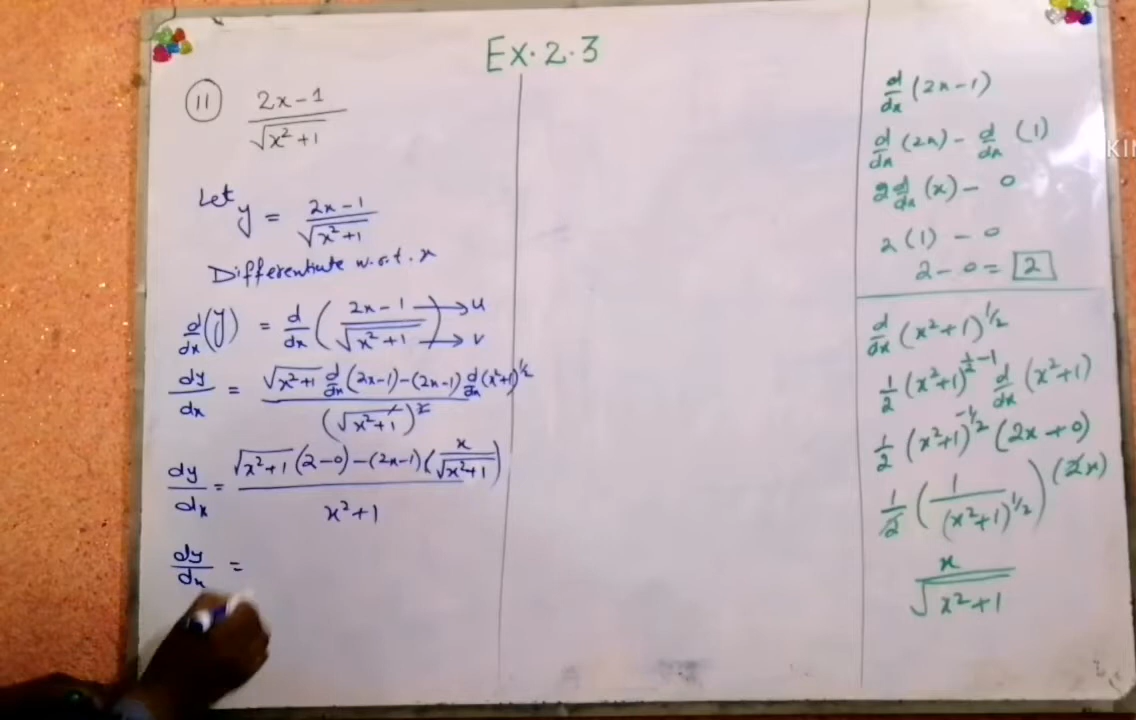 Ex. 2.3
11 (2x-1)/√(x²+1)
Let y = (2x-1)/√(x²+1)
Differentiate w.r.t. x
d/dx(y) = d/dx ((2x-1)/√(x²+1)) → u → v
dy/dx = (√(x²+1) d/dx(2x-1) - (2x-1) d/dx(x²+1)^1/2)/(√(x²+1))²
dy/dx = (√(x²+1) (2-0) - (2x-1)(x/√(x²+1)))/(x²+1)
dy/dx =
d/dx (2x-1)
d/dx (2x) - d/dx (1)
2 d/dx (x) - 0
2(1) - 0
2 - 0 = 2
d/dx (x²+1)^1/2
1/2 (x²+1)^(1/2 - 1) d/dx (x²+1)
1/2 (x²+1)^-1/2 (2x+0)
1/2 (1/(x²+1)^1/2) (2x)
x/√(x²+1)